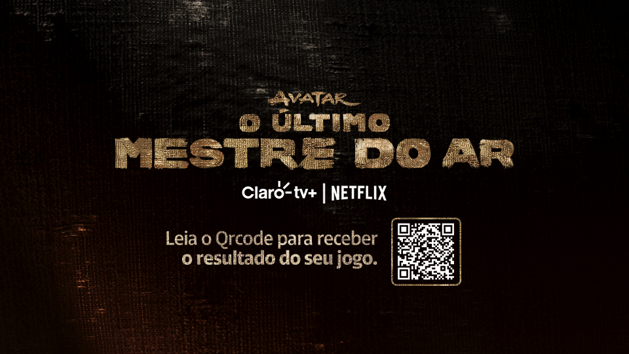 AVATAR
O ÚLTIMO
MESTRE DO AR
Claro-tv+ | NETFLIX
Leia o Qrcode para receber
o resultado do seu jogo.